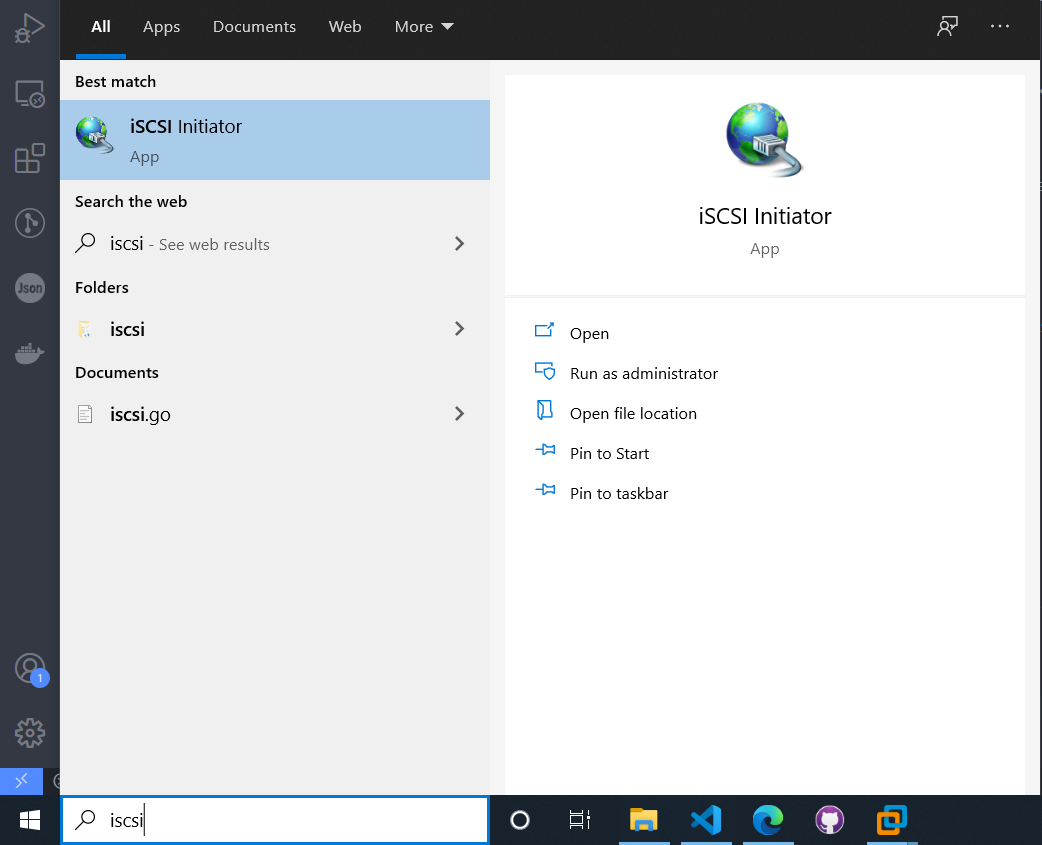 All Apps Documents Web More
Best match
iSCSI Initiator
App
Search the web
iscsi - See web results
Folders
iscsi
Documents
iscsi.go
iSCSI Initiator
App
Open
Run as administrator
Open file location
Pin to Start
Pin to taskbar
Json
1
iscsi